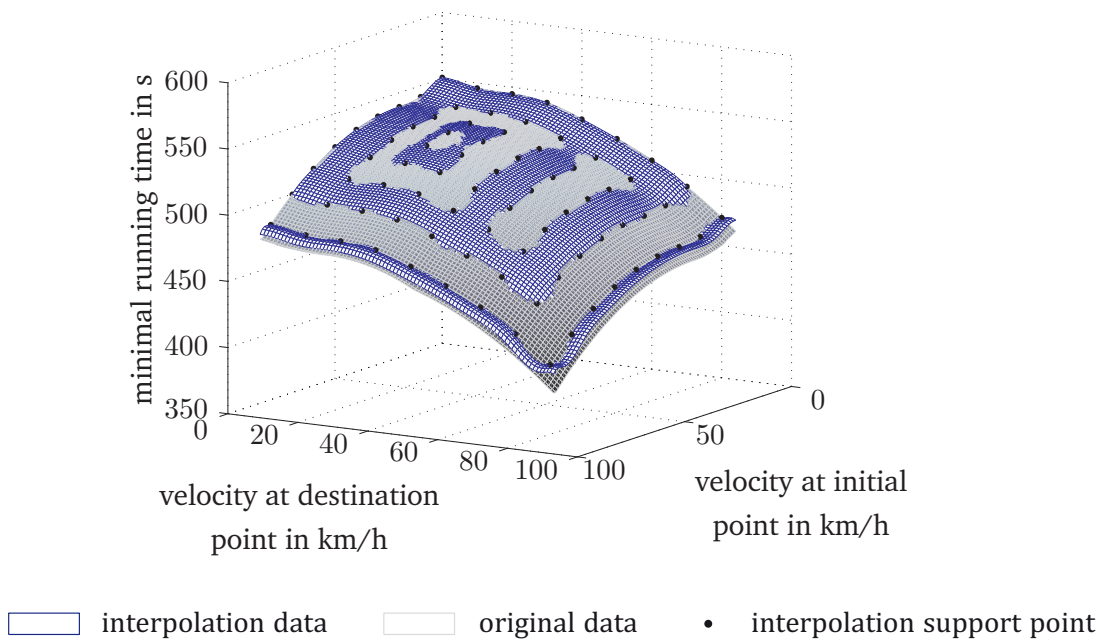 minimal running time in s
600
550
500
450
400
350
0
20
40
60
80
100
100
50
0
velocity at destination
point in km/h
velocity at initial
point in km/h
interpolation data
original data
interpolation support point